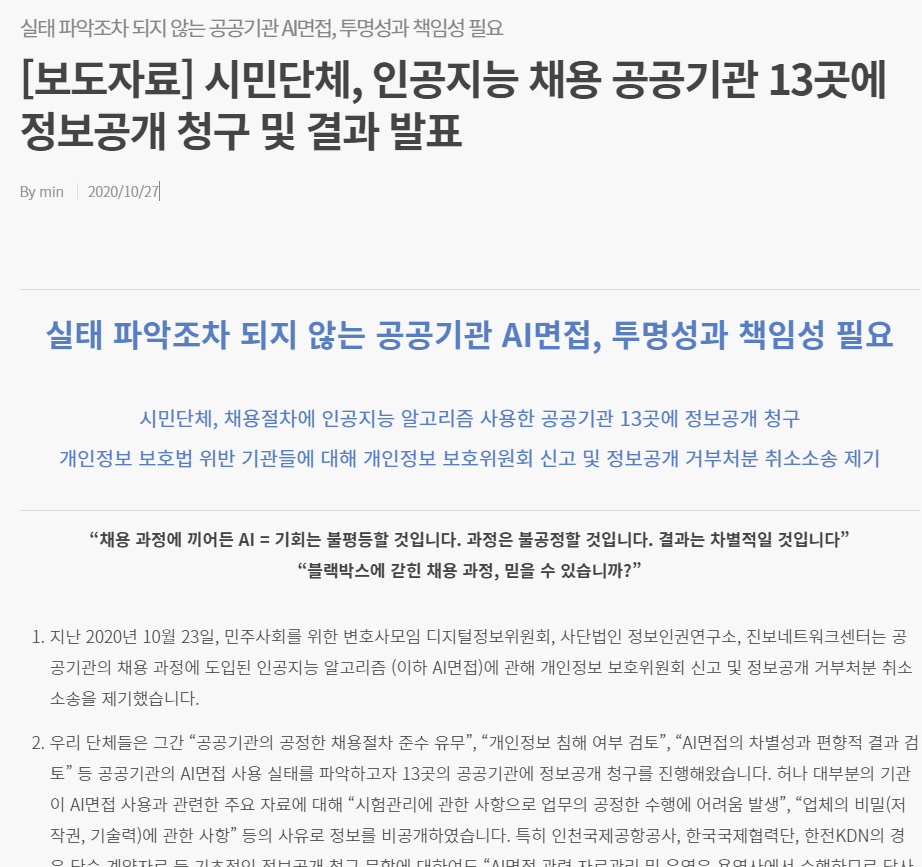 실태 파악조차 되지 않는 공공기관 AI면접, 투명성과 책임성 필요
[보도자료] 시민단체, 인공지능 채용 공공기관 13곳에
정보공개 청구 및 결과 발표
By min 2020/10/27
실태 파악조차 되지 않는 공공기관 AI면접, 투명성과 책임성 필요
시민단체, 채용절차에 인공지능 알고리즘 사용한 공공기관 13곳에 정보공개 청구
개인정보 보호법 위반 기관들에 대해 개인정보 보호위원회 신고 및 정보공개 거부처분 취소소송 제기
“채용 과정에 끼어든 AI = 기회는 불평등할 것입니다. 과정은 불공정할 것입니다. 결과는 차별적일 것입니다”
“블랙박스에 갇힌 채용 과정, 믿을 수 있습니까?”
1. 지난 2020년 10월 23일, 민주사회를 위한 변호사모임 디지털정보위원회, 사단법인 정보인권연구소, 진보네트워크센터는 공
공기관의 채용 과정에 도입된 인공지능 알고리즘 (이하 AI면접)에 관해 개인정보 보호위원회 신고 및 정보공개 거부처분 취소
소송을 제기했습니다.
2. 우리 단체들은 그간 “공공기관의 공정한 채용절차 준수 유무”, “개인정보 침해 여부 검토”, “AI면접의 차별성과 편향적 결과 검
토” 등 공공기관의 AI면접 사용 실태를 파악하고자 13곳의 공공기관에 정보공개 청구를 진행해왔습니다. 허나 대부분의 기관
이 AI면접 사용과 관련한 주요 자료에 대해 “시험관리에 관한 사항으로 업무의 공정한 수행에 어려움 발생”, “업체의 비밀(저
작권, 기술력)에 관한 사항” 등의 사유로 정보를 비공개하였습니다. 특히 인천국제공항공사, 한국국제협력단, 한전KDN의 경
우 단순 계약자료 등 기초적인 정보공개 청구 문항에 대하여도 “AI면접 관련 자료관리 및 운영은 용역사에서 수행하므로 당사